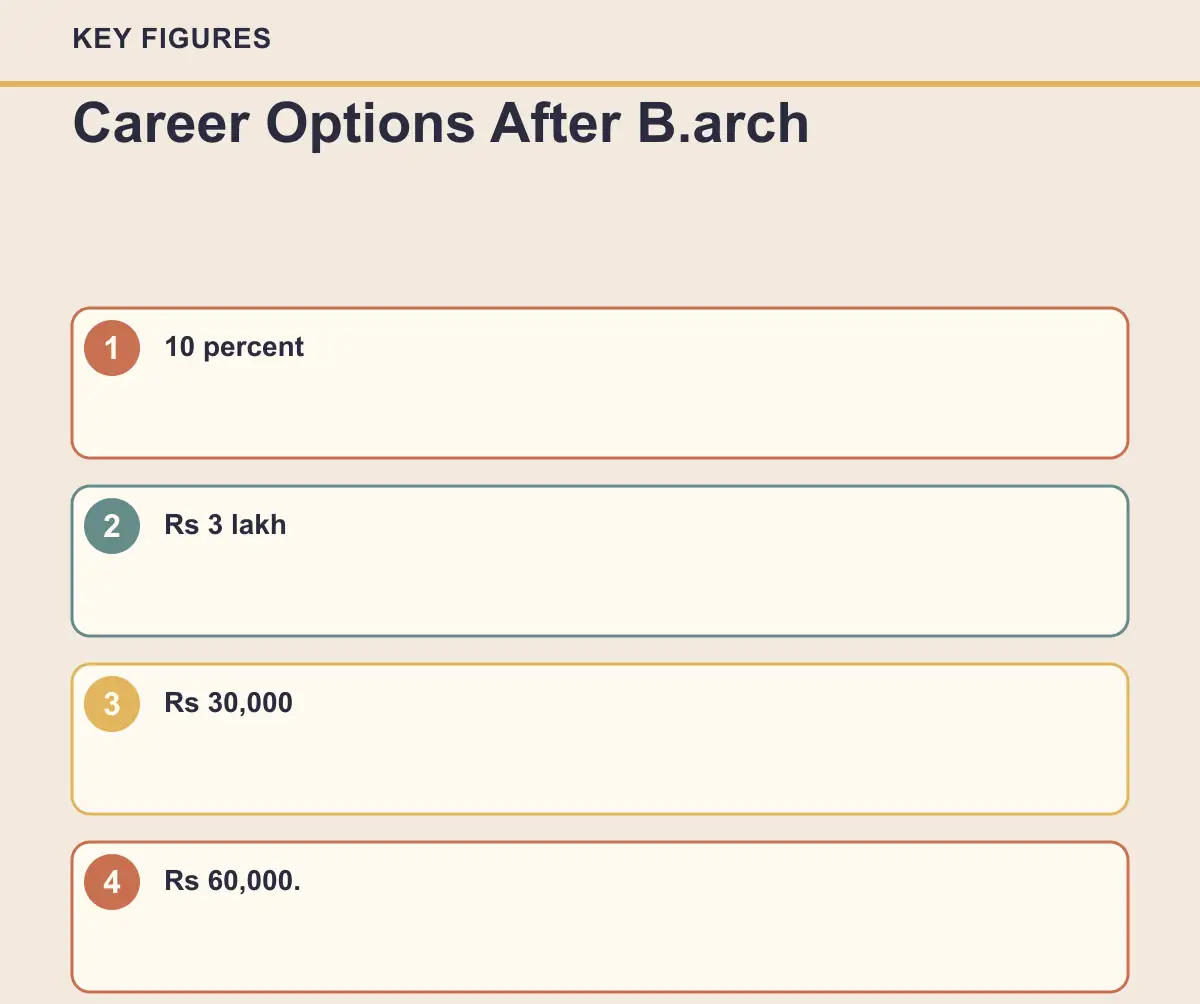 KEY FIGURES
Career Options After B.arch
1 10 percent
2 Rs 3 lakh
3 Rs 30,000
4 Rs 60,000.